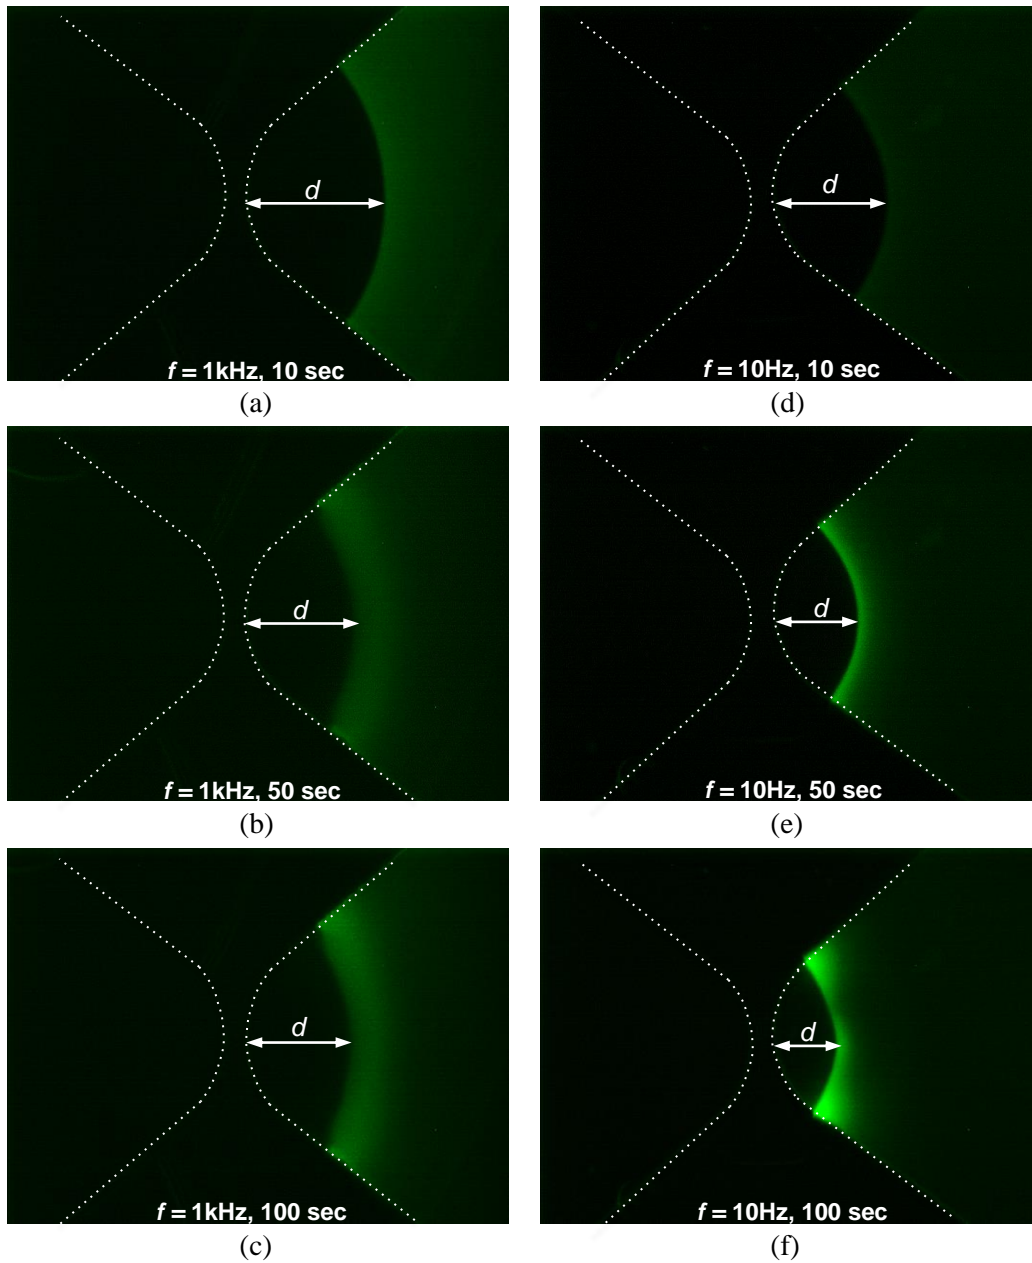 d
d
f = 1kHz, 10 sec
f = 10Hz, 10 sec
(a)
(d)
d
d
f = 1kHz, 50 sec
f = 10Hz, 50 sec
(b)
(e)
d
d
f = 1kHz, 100 sec
f = 10Hz, 100 sec
(c)
(f)